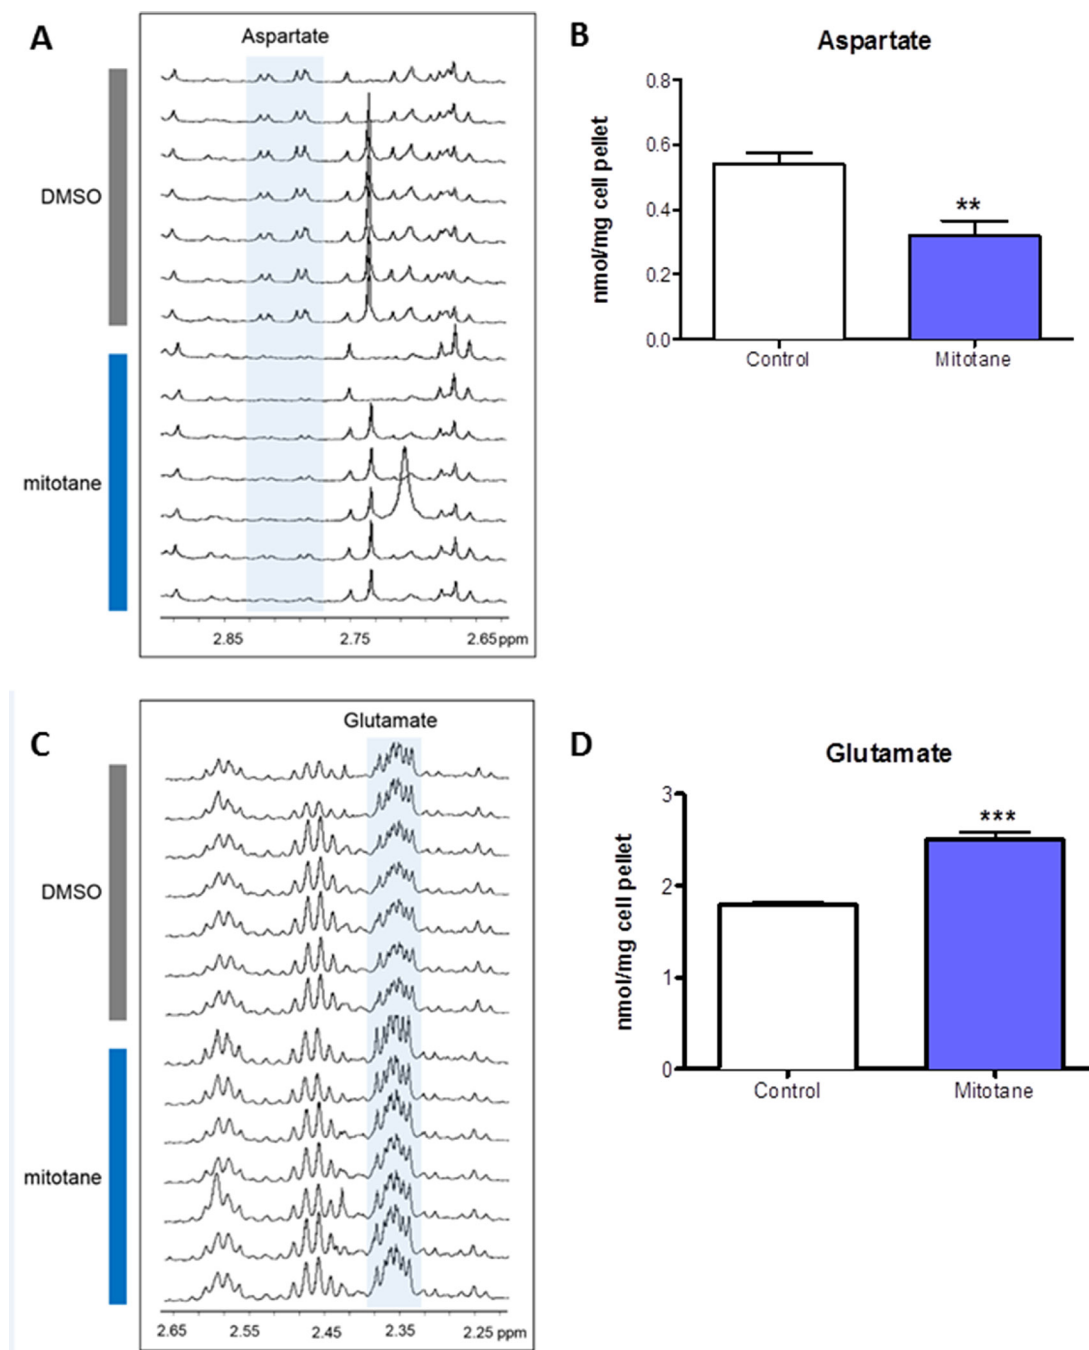 A
Aspartate
DMSO
mitotane
2.85 2.75 2.65 ppm
B
Aspartate
nmol/mg cell pellet
0.8
0.6
0.4
0.2
0.0
**
Control Mitotane
C
Glutamate
DMSO
mitotane
2.65 2.55 2.45 2.35 2.25 ppm
D
Glutamate
nmol/mg cell pellet
3
2
1
0
***
Control Mitotane